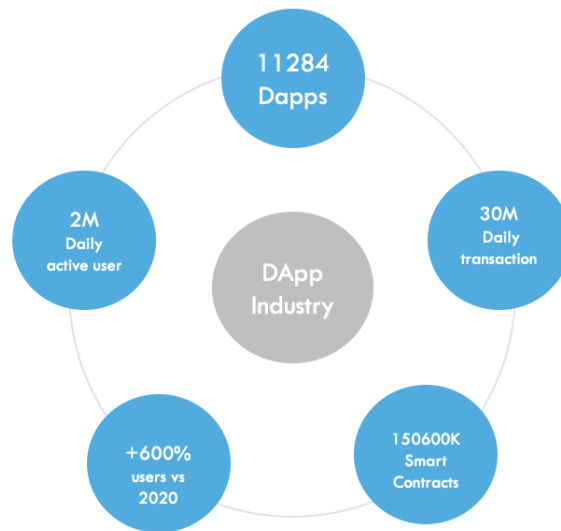 11284
Dapps
2M
Daily
active user
30M
Daily
transaction
DApp
Industry
+600%
users vs
2020
150600K
Smart
Contracts